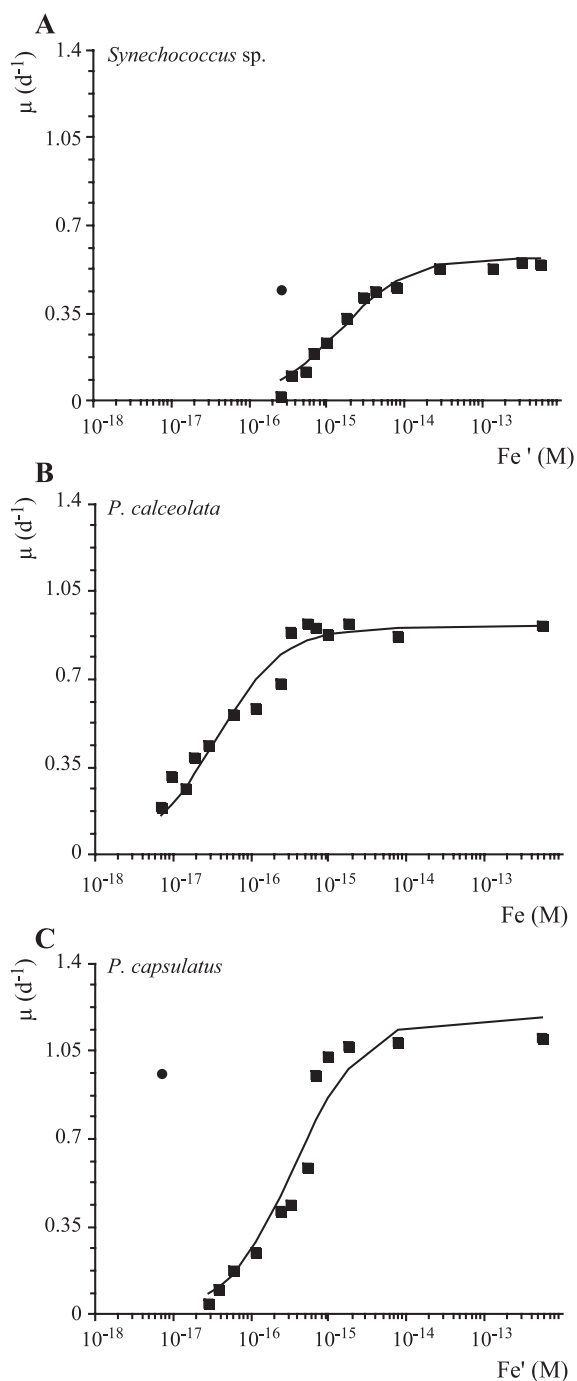 A
Synechococcus sp.
μ (d⁻¹)
1.4
1.05
0.7
0.35
0
10⁻¹⁸ 10⁻¹⁷ 10⁻¹⁶ 10⁻¹⁵ 10⁻¹⁴ 10⁻¹³
Fe ' (M)
B
P. calceolata
μ (d⁻¹)
1.4
1.05
0.7
0.35
0
10⁻¹⁸ 10⁻¹⁷ 10⁻¹⁶ 10⁻¹⁵ 10⁻¹⁴ 10⁻¹³
Fe (M)
C
P. capsulatus
μ (d⁻¹)
1.4
1.05
0.7
0.35
0
10⁻¹⁸ 10⁻¹⁷ 10⁻¹⁶ 10⁻¹⁵ 10⁻¹⁴ 10⁻¹³
Fe' (M)